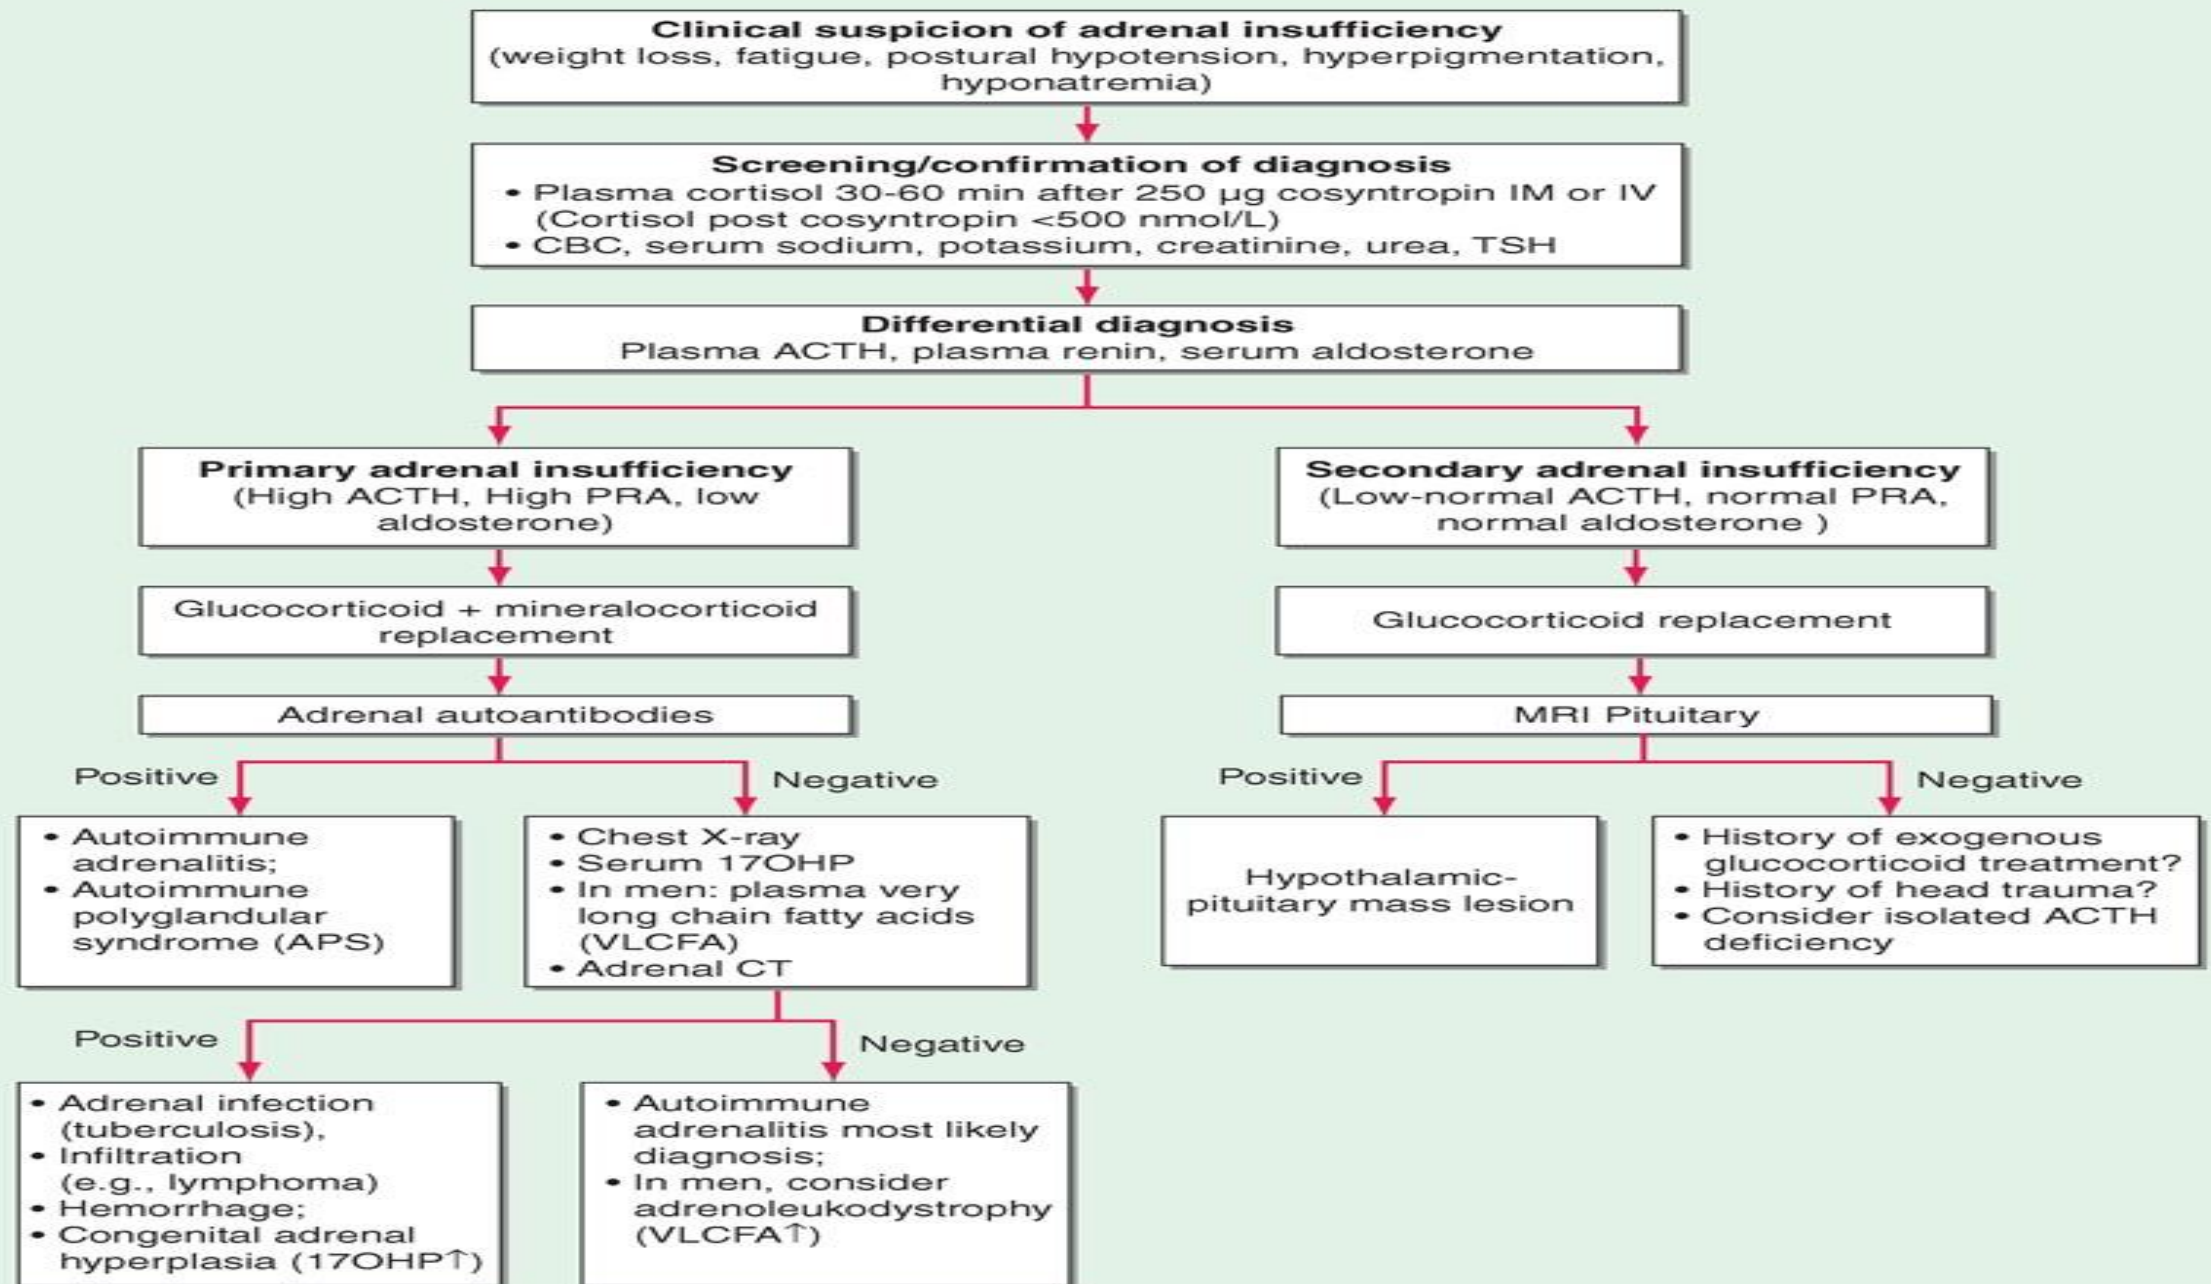 Clinical suspicion of adrenal insufficiency
(weight loss, fatigue, postural hypotension, hyperpigmentation,
hyponatremia)
Screening/confirmation of diagnosis
• Plasma cortisol 30-60 min after 250 µg cosyntropin IM or IV
(Cortisol post cosyntropin <500 nmol/L)
• CBC, serum sodium, potassium, creatinine, urea, TSH
Differential diagnosis
Plasma ACTH, plasma renin, serum aldosterone
Primary adrenal insufficiency
(High ACTH, High PRA, low
aldosterone)
Secondary adrenal insufficiency
(Low-normal ACTH, normal PRA,
normal aldosterone )
Glucocorticoid + mineralocorticoid
replacement
Glucocorticoid replacement
Adrenal autoantibodies
MRI Pituitary
Positive
Negative
Positive
Negative
• Autoimmune
adrenalitis;
• Autoimmune
polyglandular
syndrome (APS)
• Chest X-ray
• Serum 17OHP
• In men: plasma very
long chain fatty acids
(VLCFA)
• Adrenal CT
Hypothalamic-
pituitary mass lesion
• History of exogenous
glucocorticoid treatment?
• History of head trauma?
• Consider isolated ACTH
deficiency
Positive
Negative
• Adrenal infection
(tuberculosis),
• Infiltration
(e.g., lymphoma)
• Hemorrhage;
• Congenital adrenal
hyperplasia (17OHP↑)
• Autoimmune
adrenalitis most likely
diagnosis;
• In men, consider
adrenoleukodystrophy
(VLCFA↑)